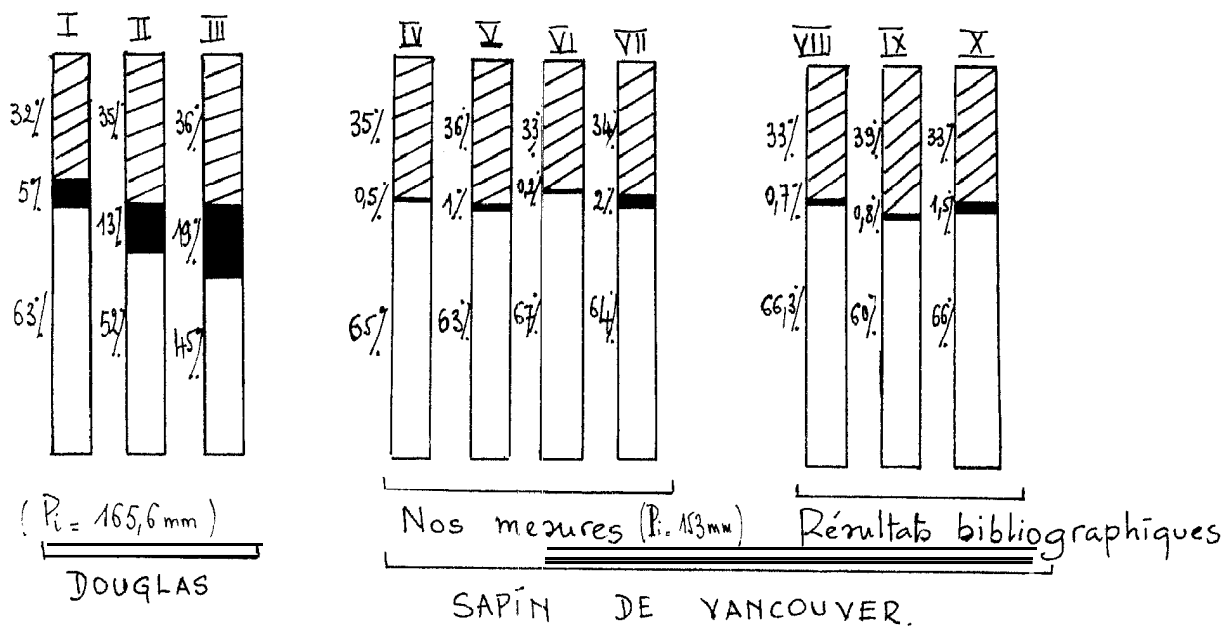 I II III IV V VI VII VIII IX X
32% 35% 36% 35% 36% 33% 34% 33% 39% 33%
5% 13% 19% 0,5% 1% 0,2% 2% 0,7% 0,8% 1,5%
63% 52% 45% 65% 63% 67% 64% 66,3% 60% 66%
(Pi = 165,6 mm) Nos mesures (Pi = 153 mm) Résultats bibliographiques
DOUGLAS
SAPIN DE VANCOUVER.